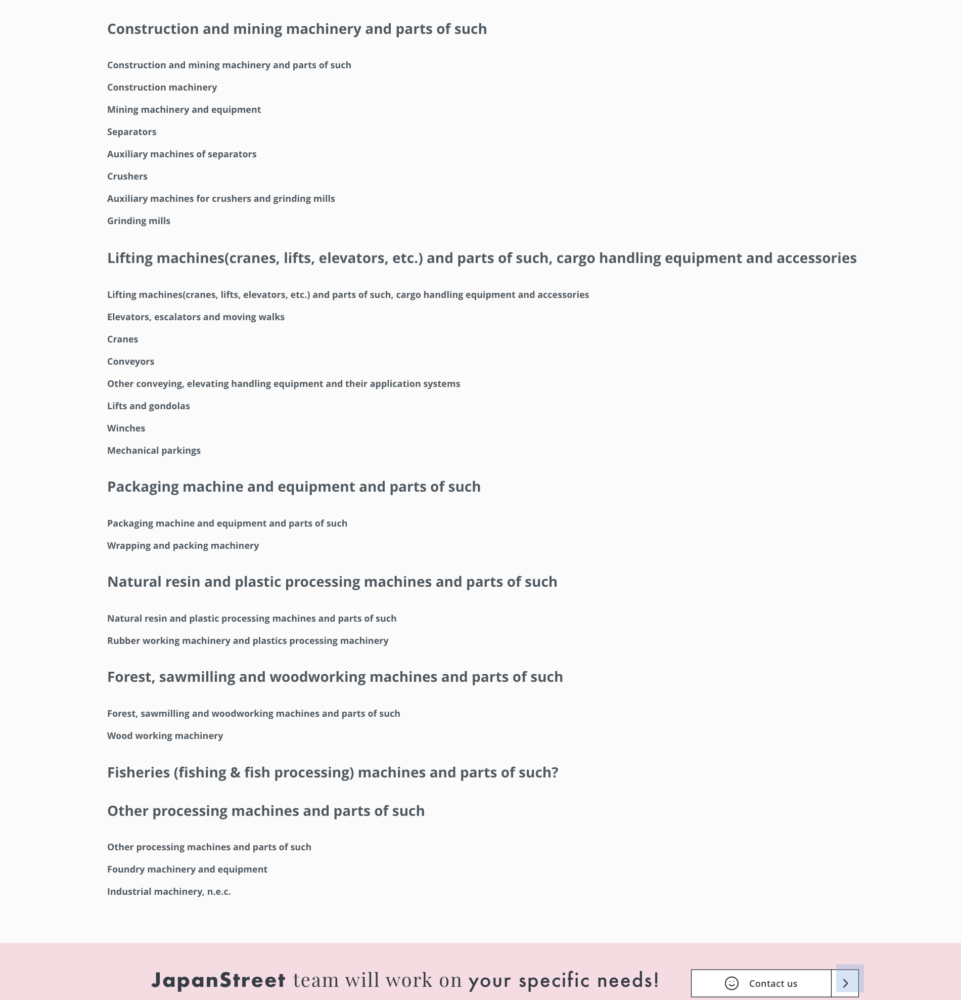 Construction and mining machinery and parts of such
Construction and mining machinery and parts of such
Construction machinery
Mining machinery and equipment
Separators
Auxiliary machines of separators
Crushers
Auxiliary machines for crushers and grinding mills
Grinding mills
Lifting machines(cranes, lifts, elevators, etc.) and parts of such, cargo handling equipment and accessories
Lifting machines(cranes, lifts, elevators, etc.) and parts of such, cargo handling equipment and accessories
Elevators, escalators and moving walks
Cranes
Conveyors
Other conveying, elevating handling equipment and their application systems
Lifts and gondolas
Winches
Mechanical parkings
Packaging machine and equipment and parts of such
Packaging machine and equipment and parts of such
Wrapping and packing machinery
Natural resin and plastic processing machines and parts of such
Natural resin and plastic processing machines and parts of such
Rubber working machinery and plastics processing machinery
Forest, sawmilling and woodworking machines and parts of such
Forest, sawmilling and woodworking machines and parts of such
Wood working machinery
Fisheries (fishing & fish processing) machines and parts of such?
Other processing machines and parts of such
Other processing machines and parts of such
Foundry machinery and equipment
Industrial machinery, n.e.c.
JapanStreet team will work on your specific needs!
Contact us